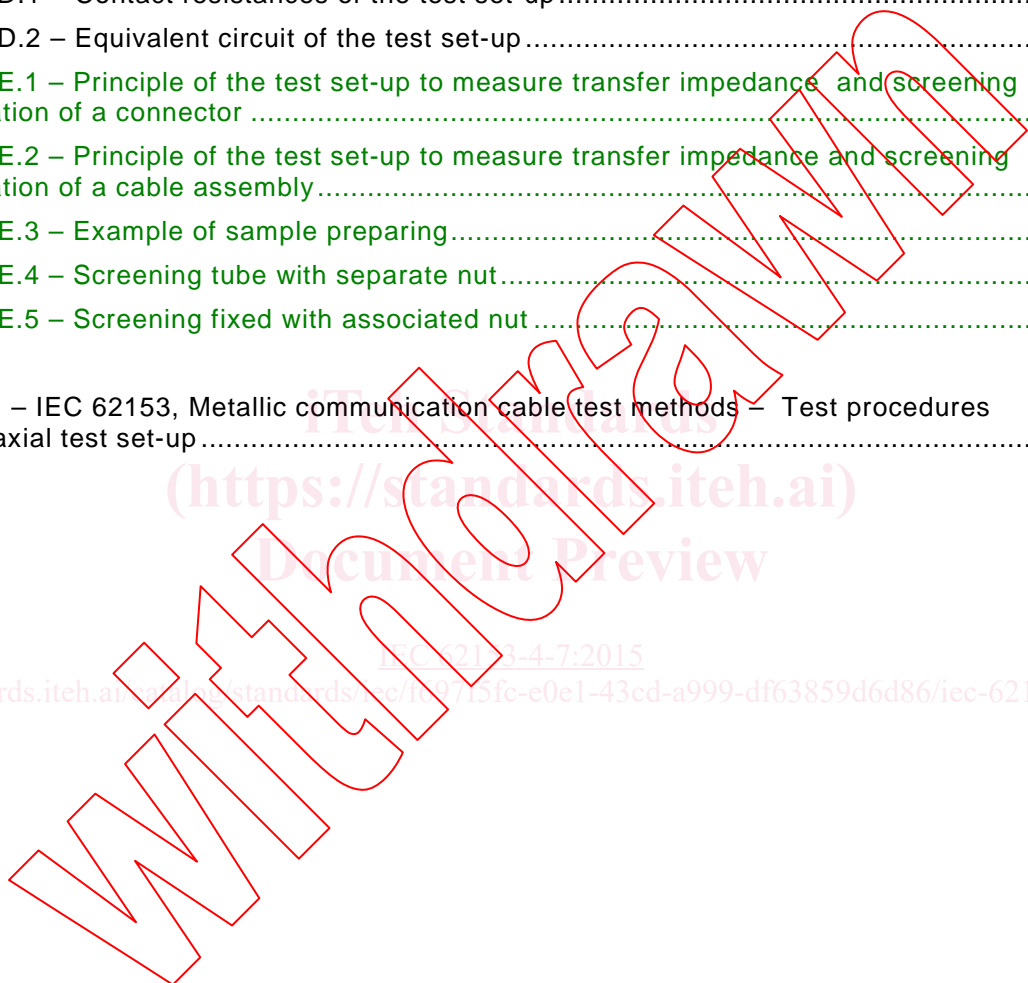 D.1 – Contact resistances of the test set-up
D.2 – Equivalent circuit of the test set-up
E.1 – Principle of the test set-up to measure transfer impedance and screening
ation of a connector
E.2 – Principle of the test set-up to measure transfer impedance and screening
ation of a cable assembly
E.3 – Example of sample preparing
E.4 – Screening tube with separate nut
E.5 – Screening fixed with associated nut
– IEC 62153, Metallic communication cable test methods – Test procedures
axial test set-up
iTeh Standards
(https://standards.iteh.ai)
Document Preview
IEC 62153-4-7:2015
rds.iteh.ai/catalog/standards/iec/f697f5fc-e0e1-43cd-a999-df63859d6d86/iec-621
withdrawn